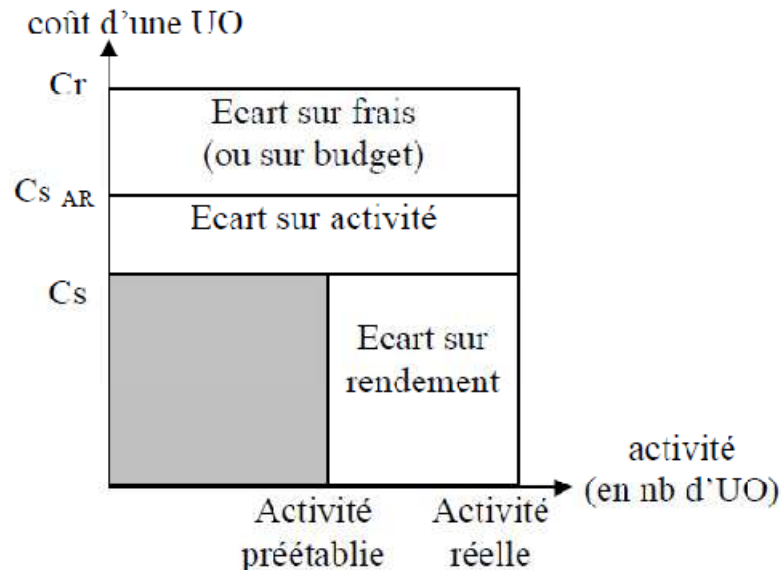 coût d'une UO
Cr
Ecart sur frais
(ou sur budget)
Cs AR
Ecart sur activité
Cs
Ecart sur
rendement
activité
(en nb d'UO)
Activité
préétablie
Activité
réelle